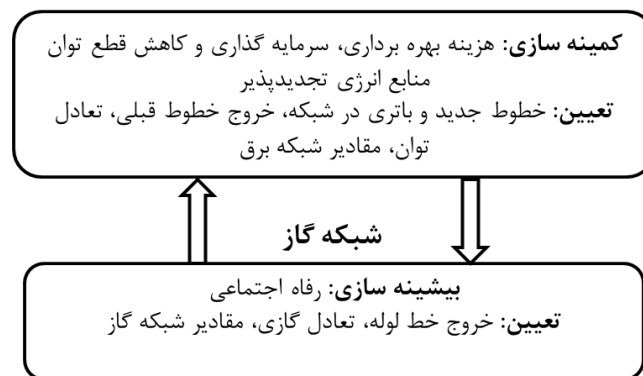 کمینه سازی: هزینه بهره برداری، سرمایه گذاری و کاهش قطع توان
منابع انرژی تجدیدپذیر
تعیین: خطوط جدید و باتری در شبکه، خروج خطوط قبلی، تعادل
توان، مقادیر شبکه برق
شبکه گاز
بیشینه سازی: رفاه اجتماعی
تعیین: خروج خط لوله، تعادل گازی، مقادیر شبکه گاز